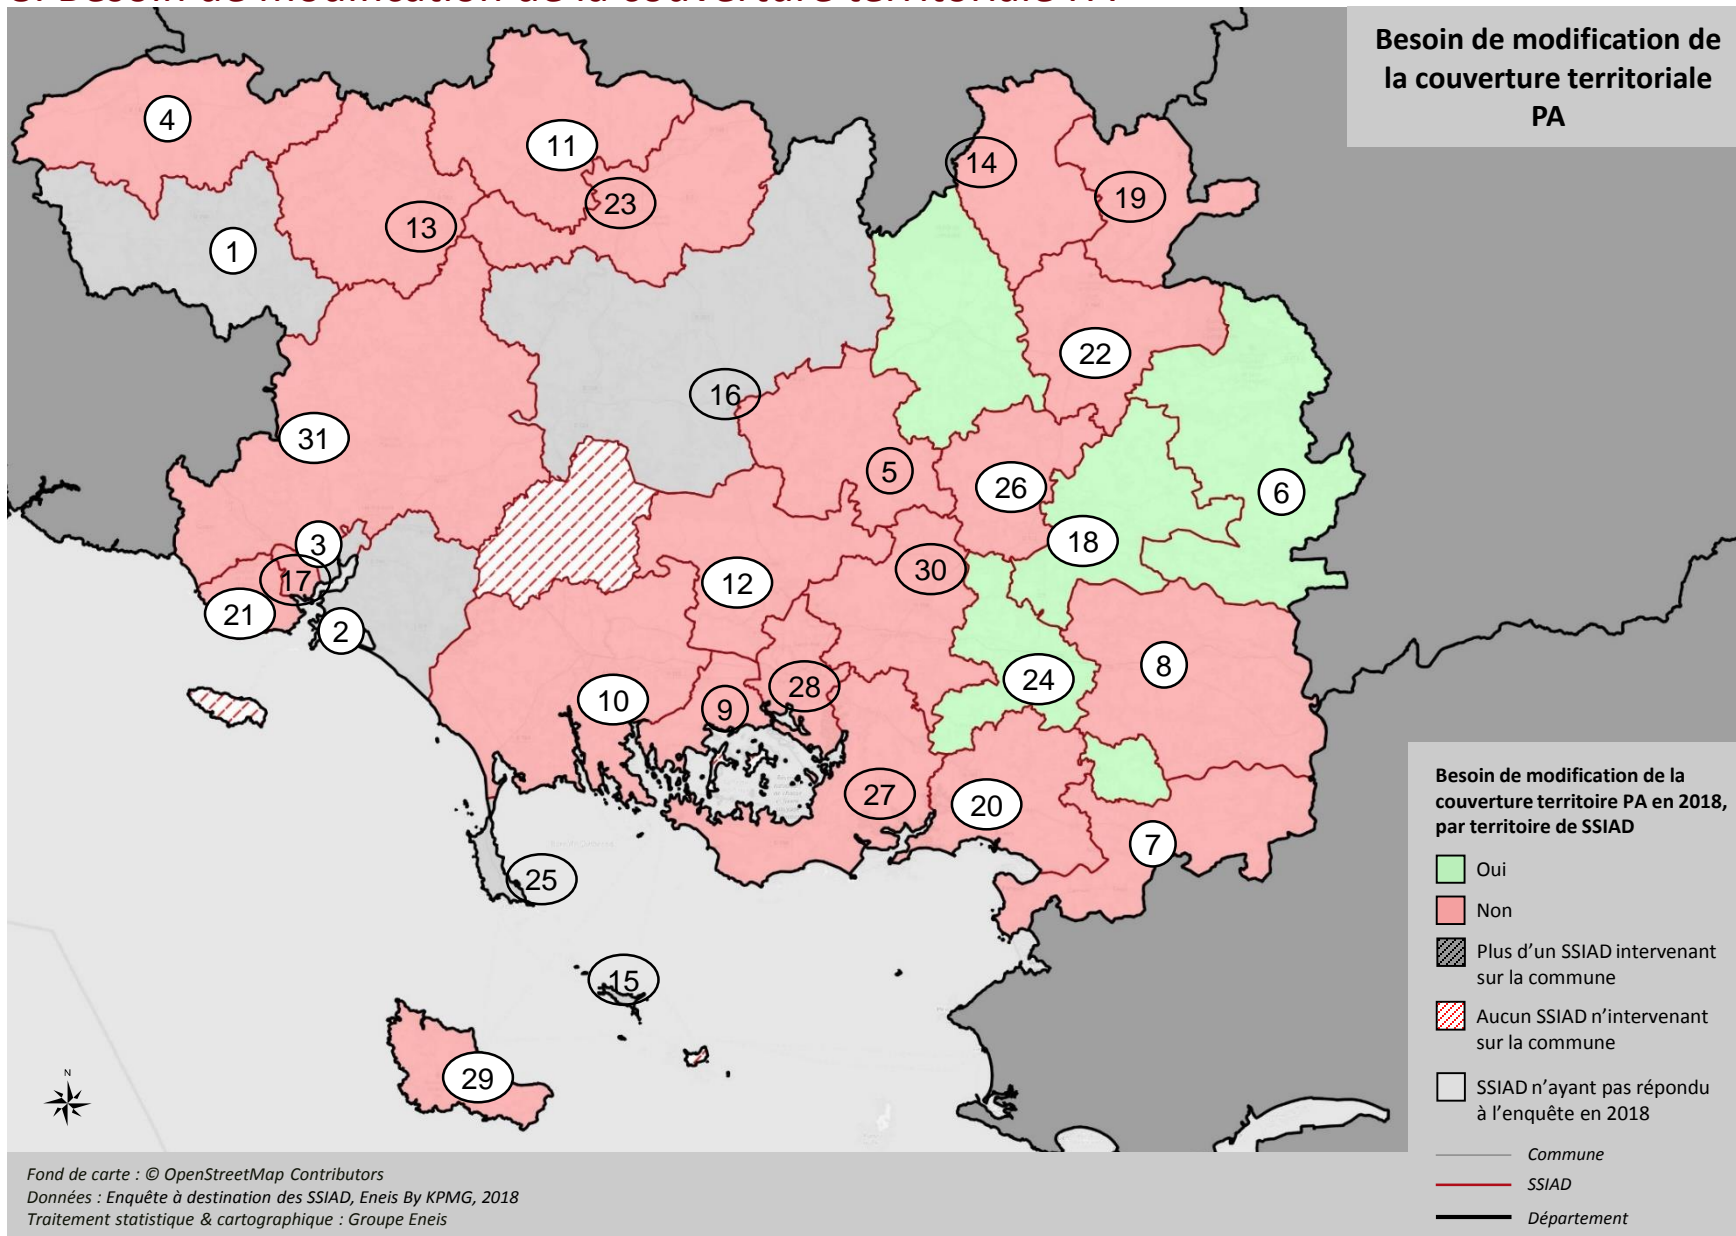 Besoin de modification de
la couverture territoriale
PA
4
11
14
19
23
13
1
22
16
31
5
26
6
18
3
30
17
12
21
2
8
24
28
10
9
27
20
7
25
15
29
N
Besoin de modification de la
couverture territoire PA en 2018,
par territoire de SSIAD
Oui
Non
Plus d’un SSIAD intervenant
sur la commune
Aucun SSIAD n’intervenant
sur la commune
SSIAD n’ayant pas répondu
à l’enquête en 2018
Commune
SSIAD
Département
Fond de carte : © OpenStreetMap Contributors
Données : Enquête à destination des SSIAD, Eneis By KPMG, 2018
Traitement statistique & cartographique : Groupe Eneis